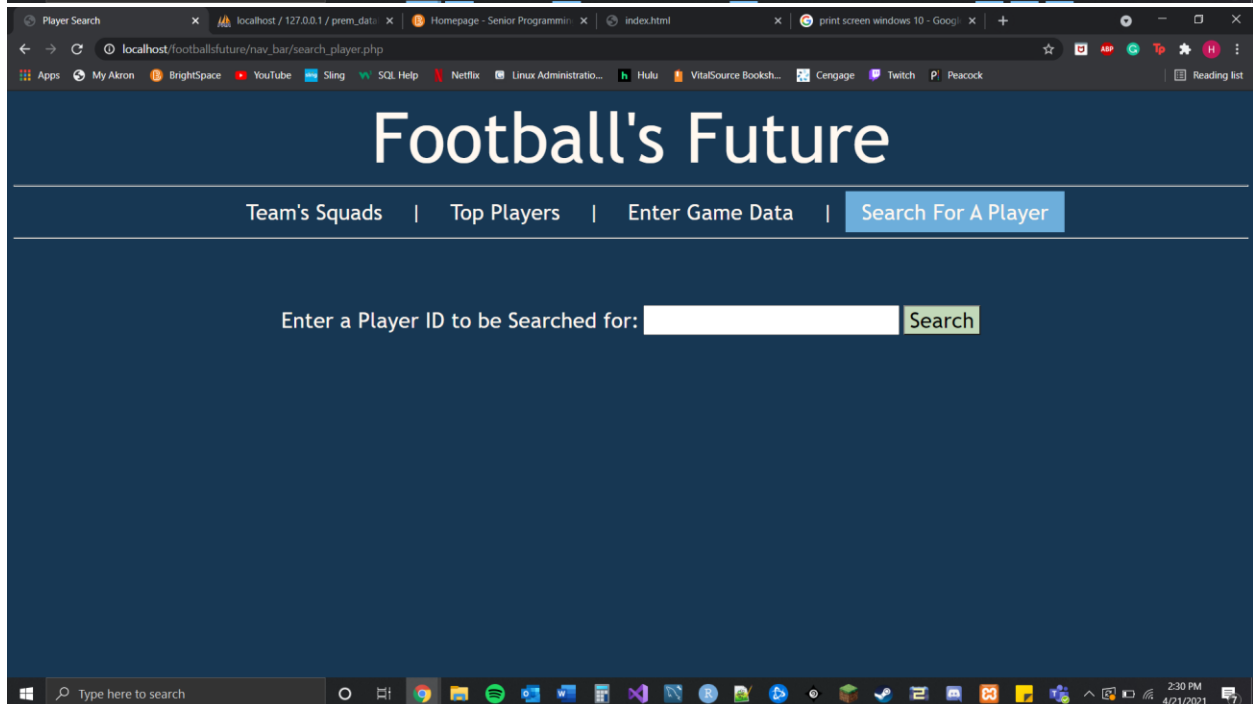 Player Search
localhost / 127.0.0.1 / prem_data
Homepage - Senior Programmin
index.html
print screen windows 10 - Googl
localhost/footballsfuture/nav_bar/search_player.php
ABP
Tp
H
Apps My Akron BrightSpace YouTube Sling SQL Help Netflix Linux Administratio... Hulu VitalSource Booksh... Cengage Twitch Peacock Reading list
Football's Future
Team's Squads | Top Players | Enter Game Data | Search For A Player
Enter a Player ID to be Searched for: Search
Type here to search
2:30 PM
4/21/2021